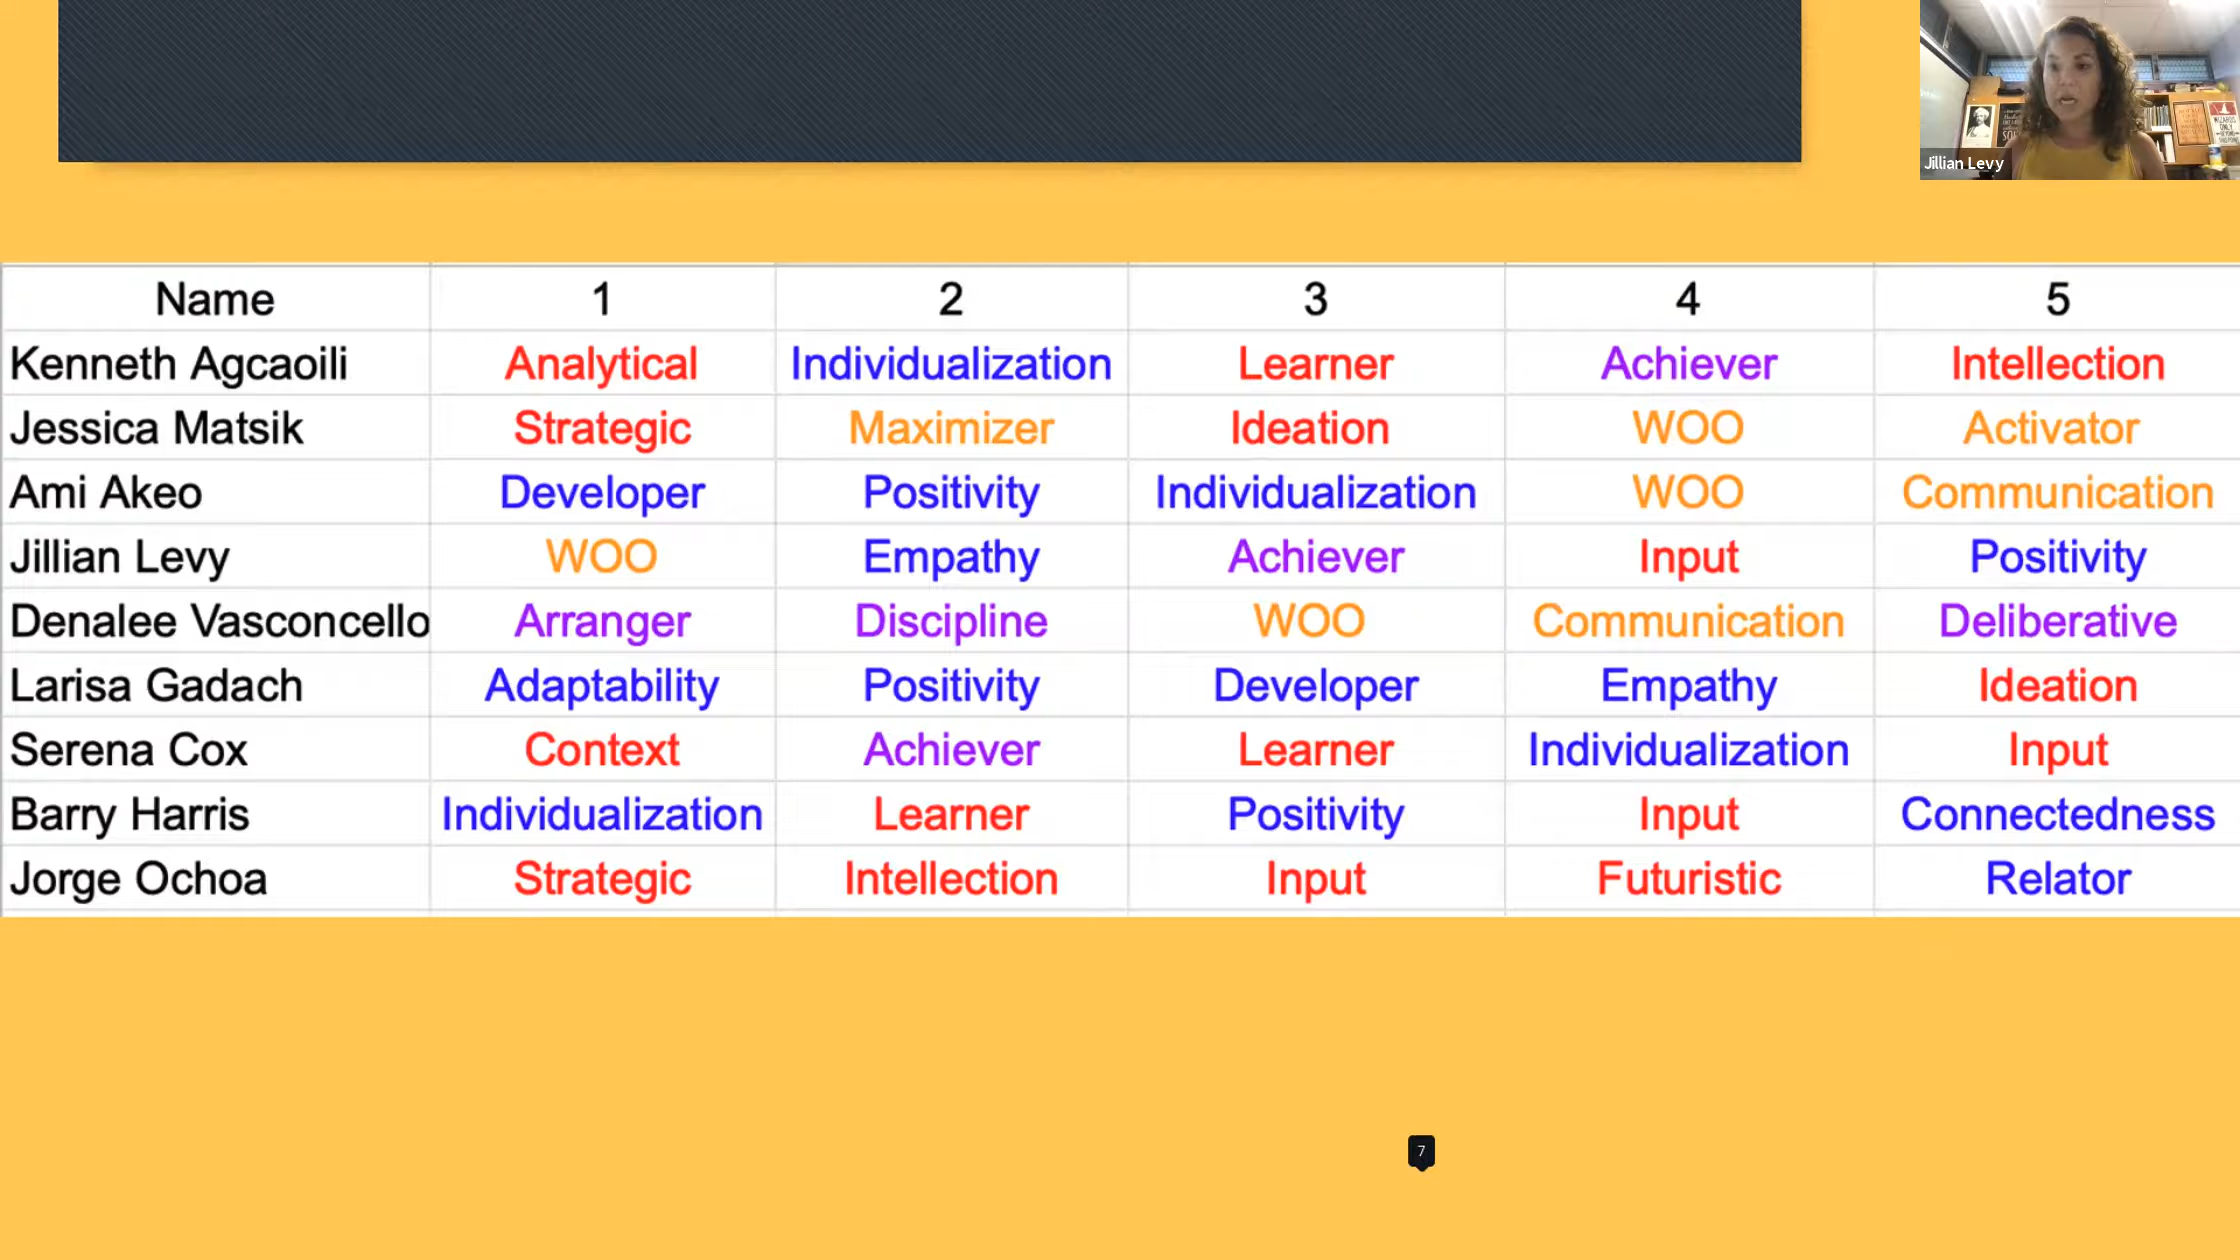 Jillian Levy
Name 1 2 3 4 5
Kenneth Agcaoili Analytical Individualization Learner Achiever Intellection
Jessica Matsik Strategic Maximizer Ideation WOO Activator
Ami Akeo Developer Positivity Individualization WOO Communication
Jillian Levy WOO Empathy Achiever Input Positivity
Denalee Vasconcello Arranger Discipline WOO Communication Deliberative
Larisa Gadach Adaptability Positivity Developer Empathy Ideation
Serena Cox Context Achiever Learner Individualization Input
Barry Harris Individualization Learner Positivity Input Connectedness
Jorge Ochoa Strategic Intellection Input Futuristic Relator
7